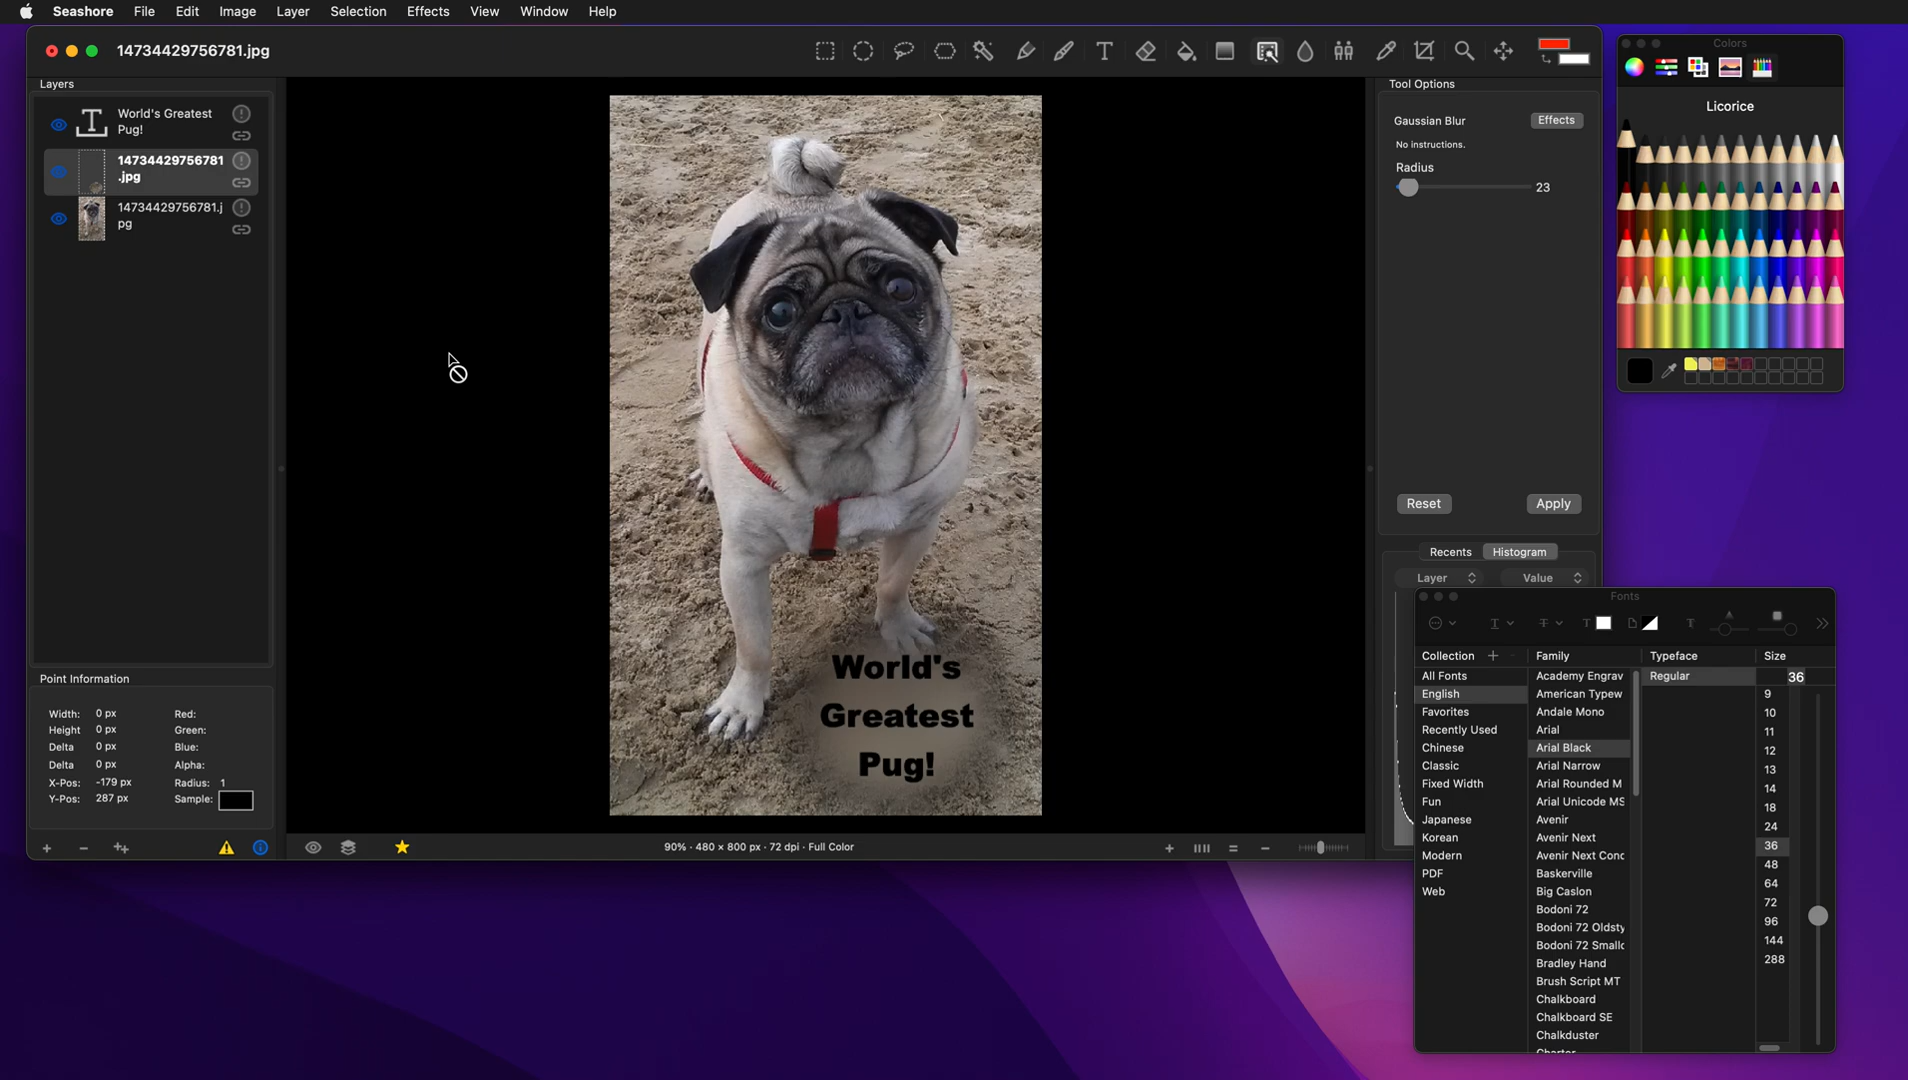 Seashore File Edit Image Layer Selection Effects View Window Help
14734429756781.jpg
Layers
World's Greatest
Pug!
14734429756781
.jpg
14734429756781.j
pg
Point Information
Width: 0 px Red:
Height 0 px Green:
Delta 0 px Blue:
Delta 0 px Alpha:
X-Pos: -179 px Radius: 1
Y-Pos: 287 px Sample:
World's
Greatest
Pug!
90% · 480 × 800 px · 72 dpi · Full Color
Tool Options
Gaussian Blur Effects
No instructions.
Radius
23
Reset Apply
Recents Histogram
Layer Value
Colors
Licorice
Fonts
Collection Family Typeface Size
All Fonts Academy Engrav Regular 36
English American Typew 9
Favorites Andale Mono 10
Recently Used Arial 11
Chinese Arial Black 12
Classic Arial Narrow 13
Fixed Width Arial Rounded M 14
Fun Arial Unicode MS 18
Japanese Avenir 24
Korean Avenir Next 36
Modern Avenir Next Conc 48
PDF Baskerville 64
Web Big Caslon 72
Bodoni 72 96
Bodoni 72 Oldsty 144
Bodoni 72 Smallc 288
Bradley Hand
Brush Script MT
Chalkboard
Chalkboard SE
Chalkduster
Charter